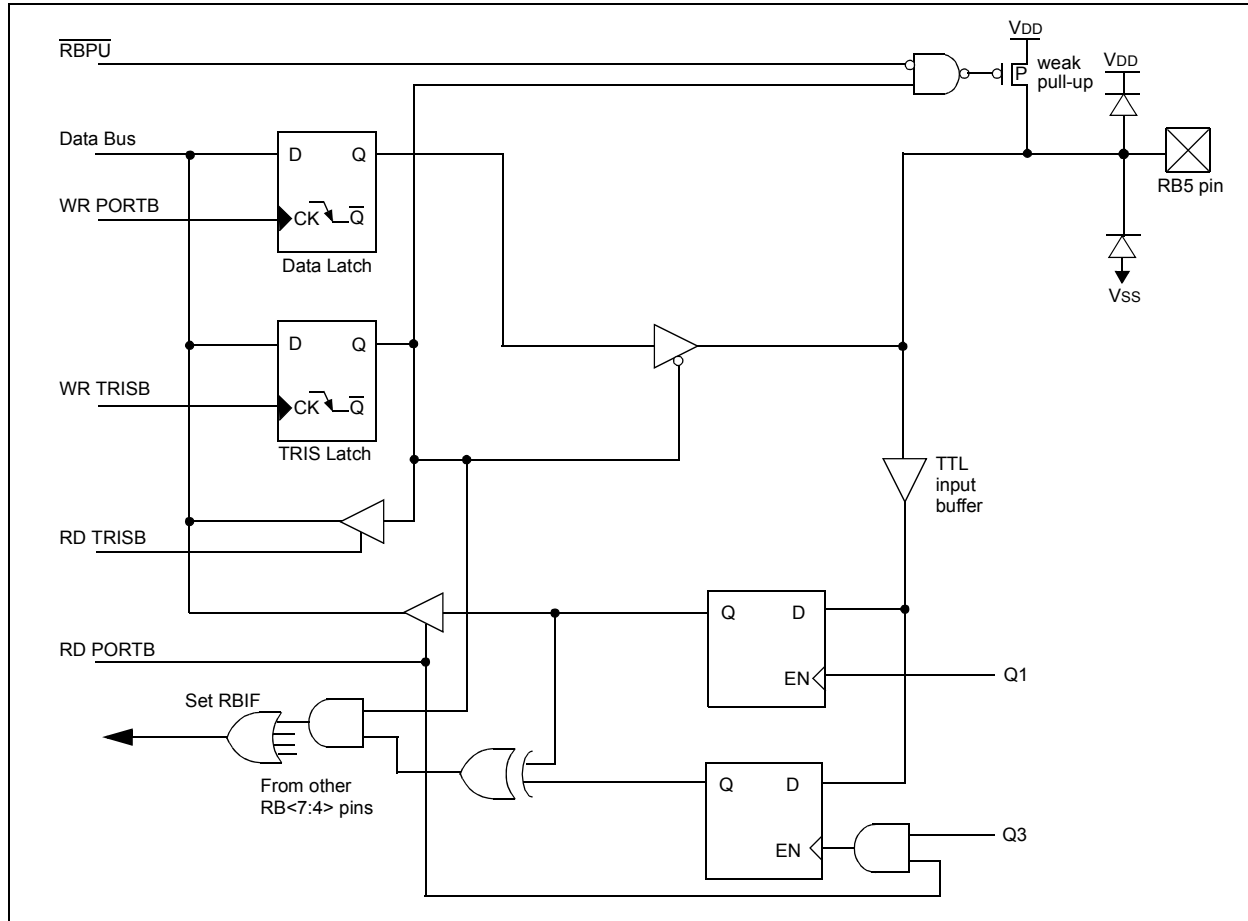 RBPU
VDD
P
weak
pull-up
VDD
RB5 pin
VSS
Data Bus
D
Q
WR PORTB
CK
Q
Data Latch
D
Q
WR TRISB
CK
Q
TRIS Latch
TTL
input
buffer
RD TRISB
Q
D
EN
Q1
RD PORTB
Set RBIF
From other
RB<7:4> pins
Q
D
EN
Q3